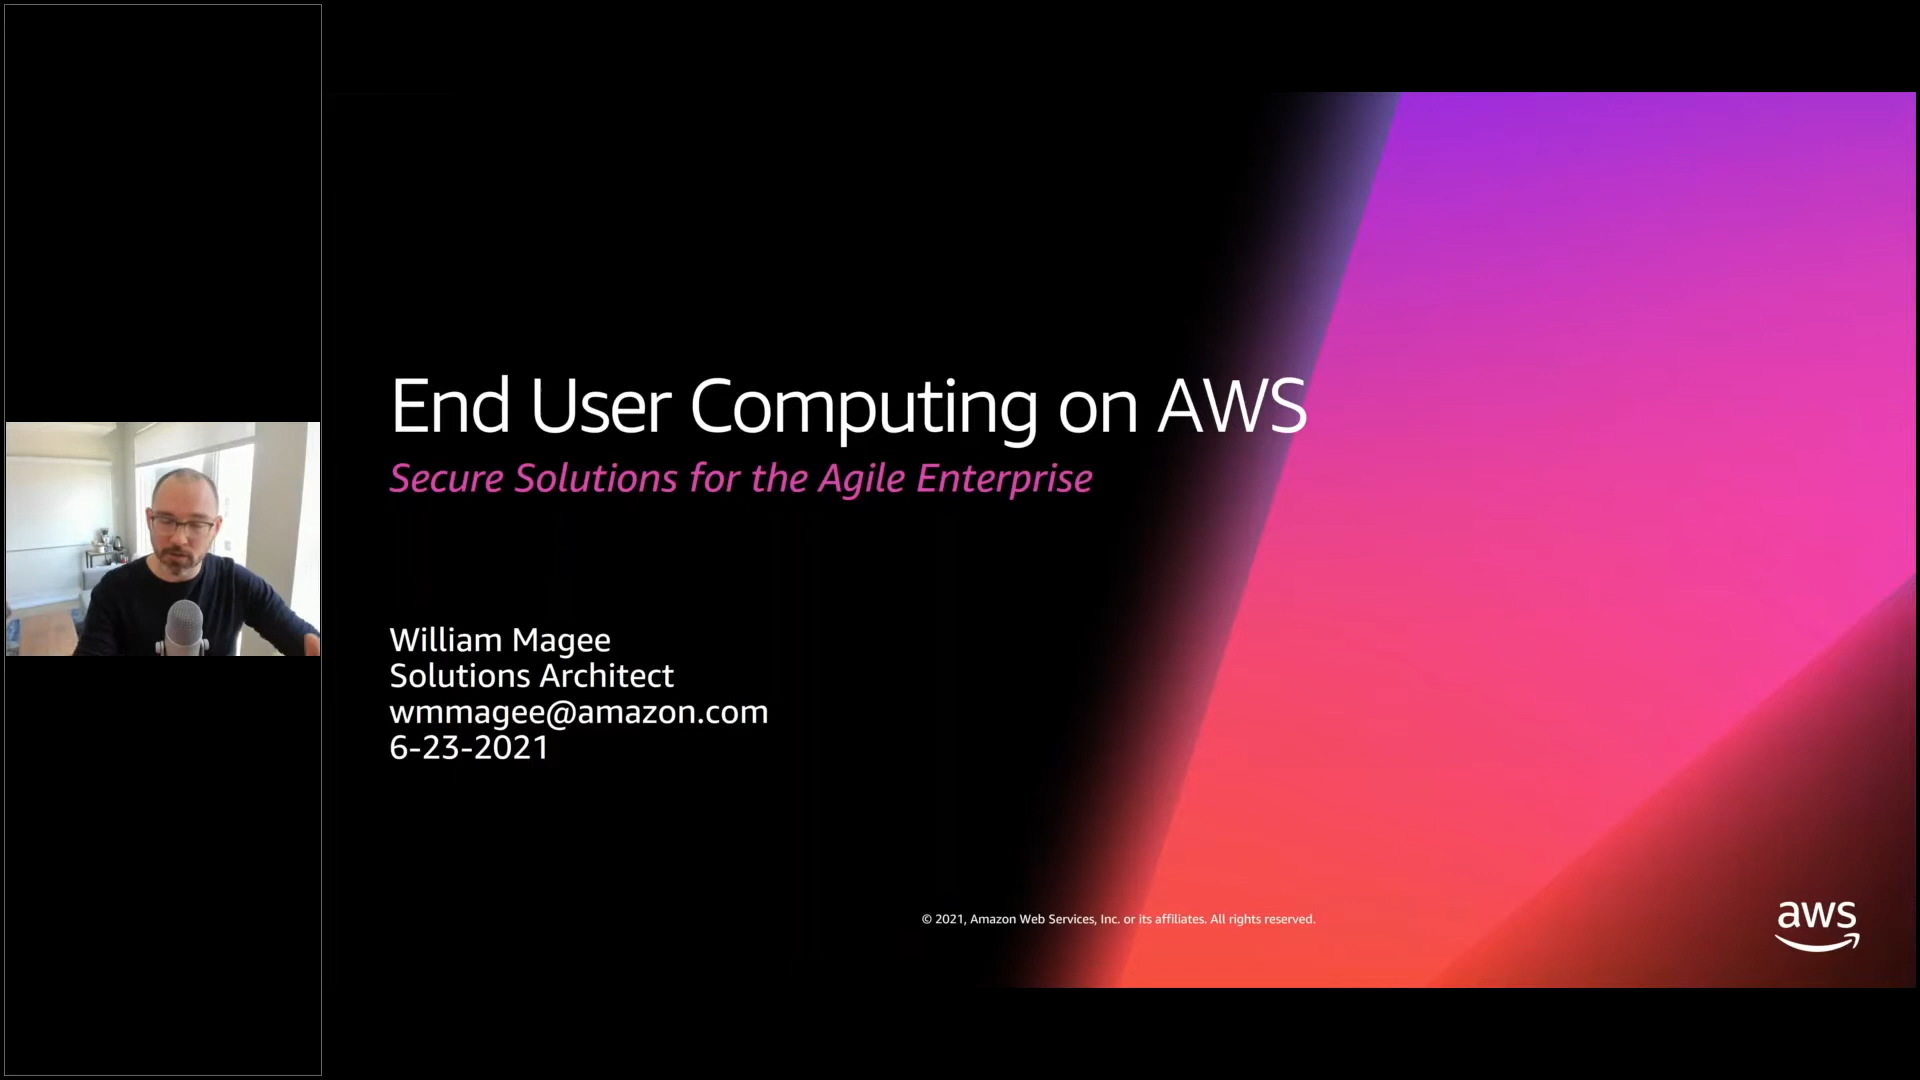 End User Computing on AWS
Secure Solutions for the Agile Enterprise
William Magee
Solutions Architect
wmmagee@amazon.com
6-23-2021
© 2021, Amazon Web Services, Inc. or its affiliates. All rights reserved.
aws